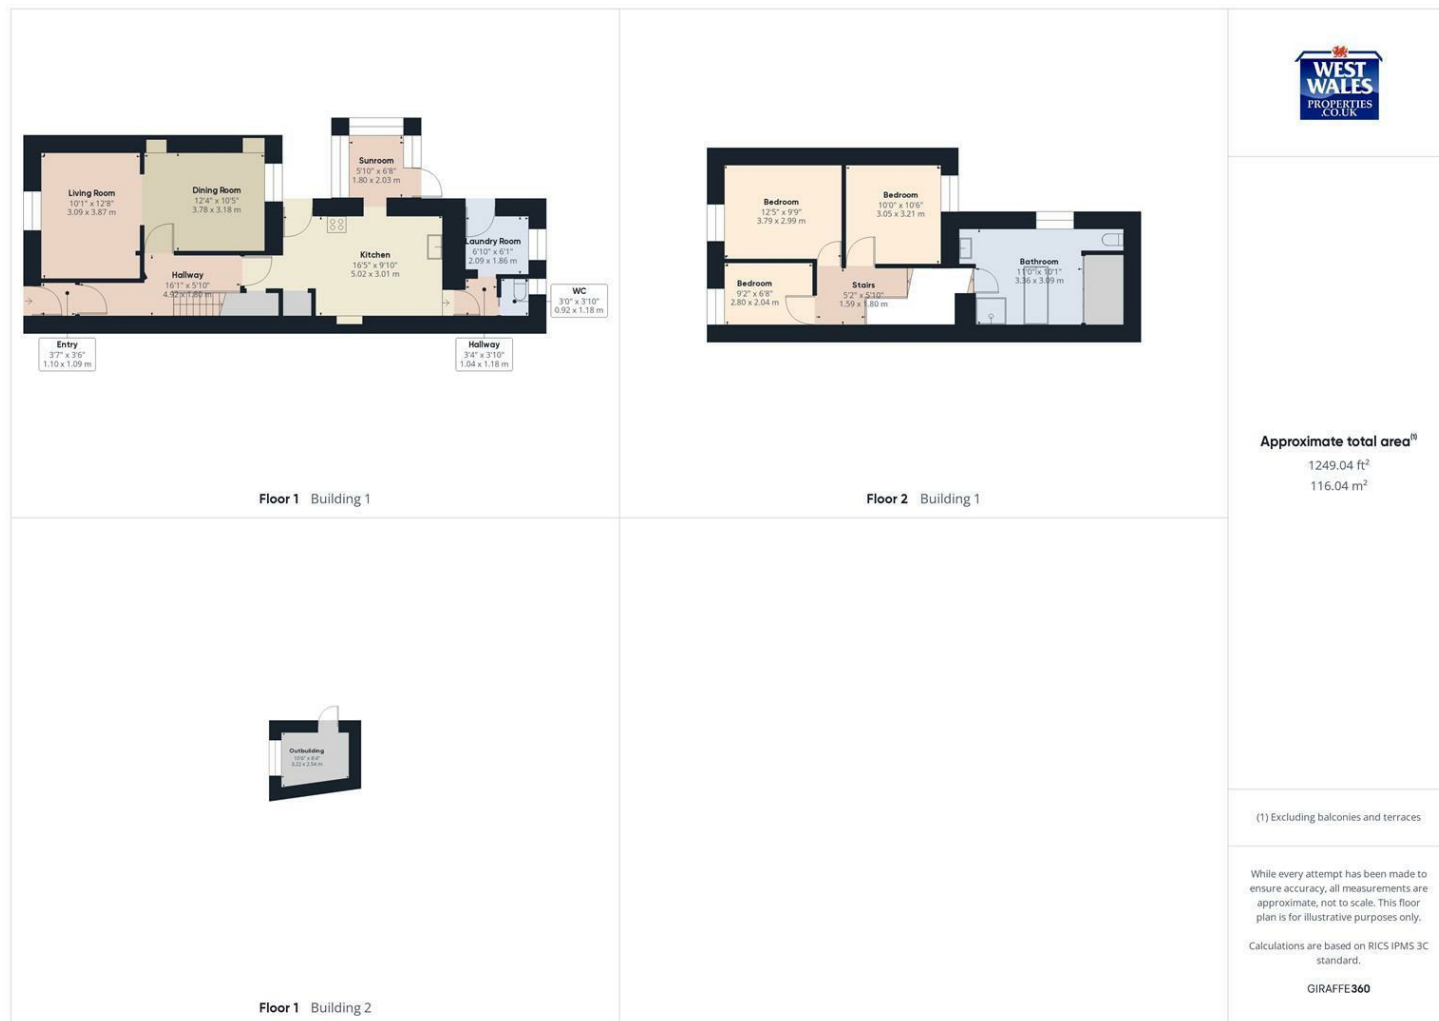 Living Room
10'1" x 12'8"
3.09 x 3.87 m
Dining Room
12'4" x 10'5"
3.78 x 3.18 m
Sunroom
5'10" x 6'8"
1.80 x 2.03 m
Kitchen
16'5" x 9'10"
5.02 x 3.01 m
Laundry Room
6'10" x 6'1"
2.09 x 1.86 m
Hallway
16'1" x 5'10"
4.92 x 1.80 m
WC
3'0" x 3'10"
0.92 x 1.18 m
Entry
3'7" x 3'6"
1.10 x 1.09 m
Hallway
3'4" x 3'10"
1.04 x 1.18 m
Floor 1 Building 1
Bedroom
12'5" x 9'9"
3.79 x 2.99 m
Bedroom
10'0" x 10'6"
3.05 x 3.21 m
Bedroom
9'2" x 6'8"
2.80 x 2.04 m
Stairs
5'2" x 5'10"
1.59 x 1.80 m
Bathroom
11'0" x 10'1"
3.36 x 3.09 m
Floor 2 Building 1
Outbuilding
10'6" x 8'4"
3.22 x 2.54 m
Floor 1 Building 2
WEST
WALES
PROPERTIES
.CO.UK
Approximate total area(1)
1249.04 ft²
116.04 m²
(1) Excluding balconies and terraces
While every attempt has been made to
ensure accuracy, all measurements are
approximate, not to scale. This floor
plan is for illustrative purposes only.
Calculations are based on RICS IPMS 3C
standard.
GIRAFFE360